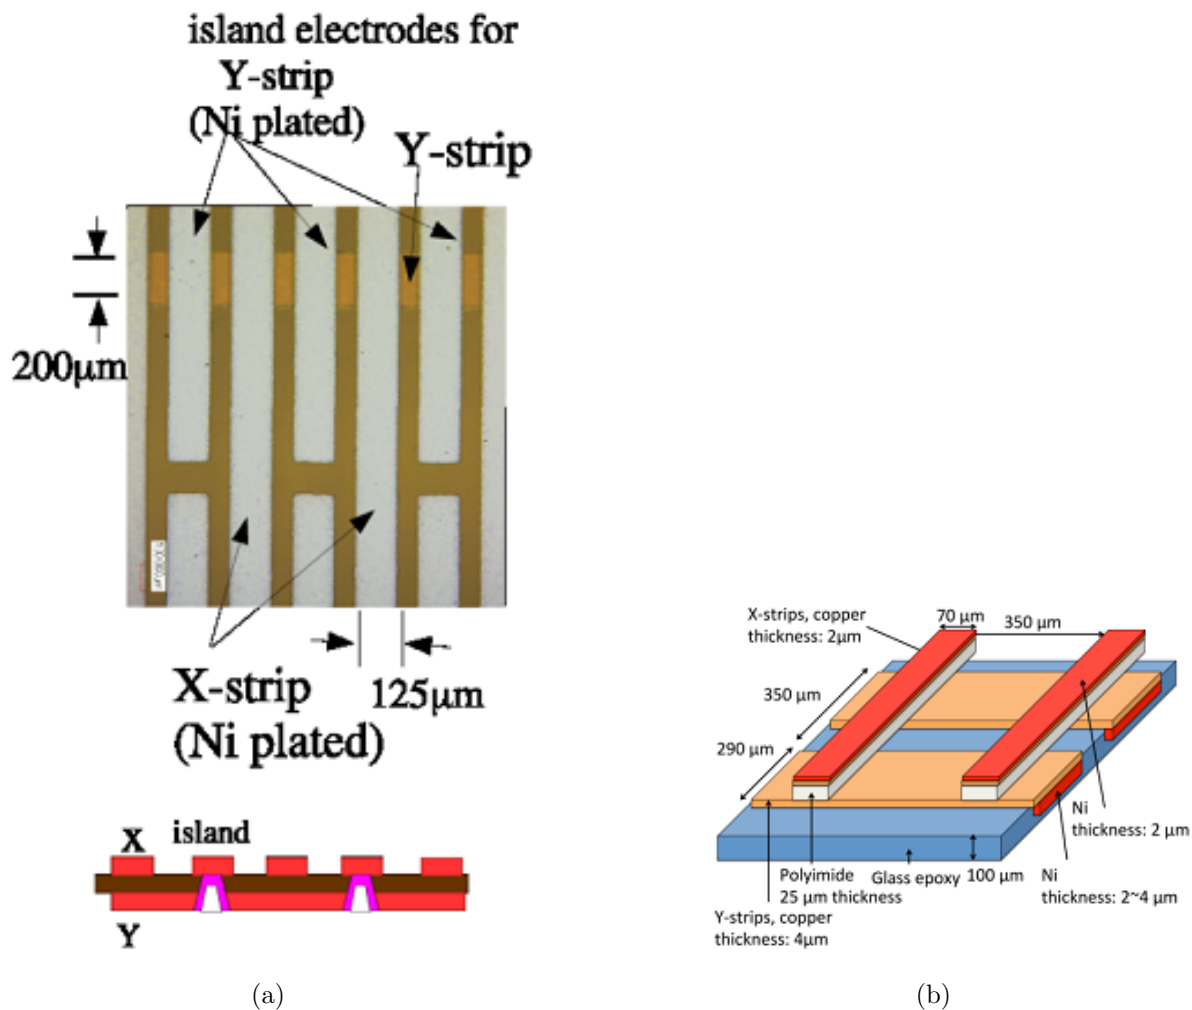 island electrodes for
Y-strip
(Ni plated)
Y-strip
200μm
X-strip
(Ni plated)
125μm
X
island
Y
(a)
X-strips, copper
thickness: 2μm
70 μm
350 μm
350 μm
290 μm
Ni
thickness: 2 μm
Polyimide
25 μm thickness
Glass epoxy
100 μm
Ni
thickness: 2~4 μm
Y-strips, copper
thickness: 4μm
(b)